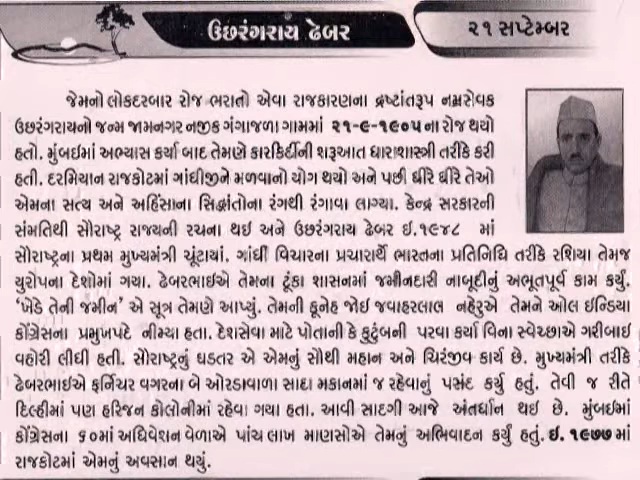 ઉછરંગરાય ઢેબર
૨૧ સપ્ટેમ્બર
જેમનો લોકદરબાર રોજ ભરાતો એવા રાજકારણના દ્રષ્ટાંતરૂપ નમ્રસેવક
ઉછરંગરાયનો જન્મ જામનગર નજીક ગંગાજળા ગામમાં ૨૧-૯-૧૯૦૫ના રોજ થયો
હતો. મુંબઈમાં અભ્યાસ કર્યા બાદ તેમણે કારકિર્દીની શરૂઆત ધારાશાસ્ત્રી તરીકે કરી
હતી. દરમિયાન રાજકોટમાં ગાંધીજીને મળવાનો યોગ થયો અને પછી ધીરે ધીરે તેઓ
એમના સત્ય અને અહિંસાના સિદ્ધાંતોના રંગથી રંગાવા લાગ્યા. કેન્દ્ર સરકારની
સંમતિથી સૌરાષ્ટ્ર રાજ્યની રચના થઈ અને ઉછરંગરાય ઢેબર ઈ.૧૯૪૮ માં
સૌરાષ્ટ્રના પ્રથમ મુખ્યમંત્રી ચૂંટાયાં. ગાંધી વિચારના પ્રચારાર્થે ભારતના પ્રતિનિધિ તરીકે રશિયા તેમજ
યુરોપના દેશોમાં ગયા. ઢેબરભાઈએ તેમના ટૂંકા શાસનમાં જમીનદારી નાબૂદીનું અભૂતપૂર્વ કામ કર્યું.
‘ખેડે તેની જમીન’ એ સૂત્ર તેમણે આપ્યું. તેમની કૂનેહ જોઈ જવાહરલાલ નહેરુએ તેમને ઓલ ઈન્ડિયા
કોંગ્રેસના પ્રમુખપદે નીમ્યા હતા. દેશસેવા માટે પોતાની કે કુટુંબની પરવા કર્યા વિના સ્વેચ્છાએ ગરીબાઈ
વહોરી લીધી હતી. સૌરાષ્ટ્રનું ઘડતર એ એમનું સૌથી મહાન અને ચિરંજીવ કાર્ય છે. મુખ્યમંત્રી તરીકે
ઢેબરભાઈએ ફર્નિચર વગરના બે ઓરડાવાળા સાદા મકાનમાં જ રહેવાનું પસંદ કર્યુ હતું. તેવી જ રીતે
દિલ્હીમાં પણ હરિજન કોલોનીમાં રહેવા ગયા હતા. આવી સાદગી આજે અંતર્ધાન થઇ છે. મુંબઈમાં
કોંગ્રેસના ૬૦માં અધિવેશન વેળાએ પાંચ લાખ માણસોએ તેમનું અભિવાદન કર્યું હતું. ઇ. ૧૯૭૭માં
રાજકોટમાં એમનું અવસાન થયું.